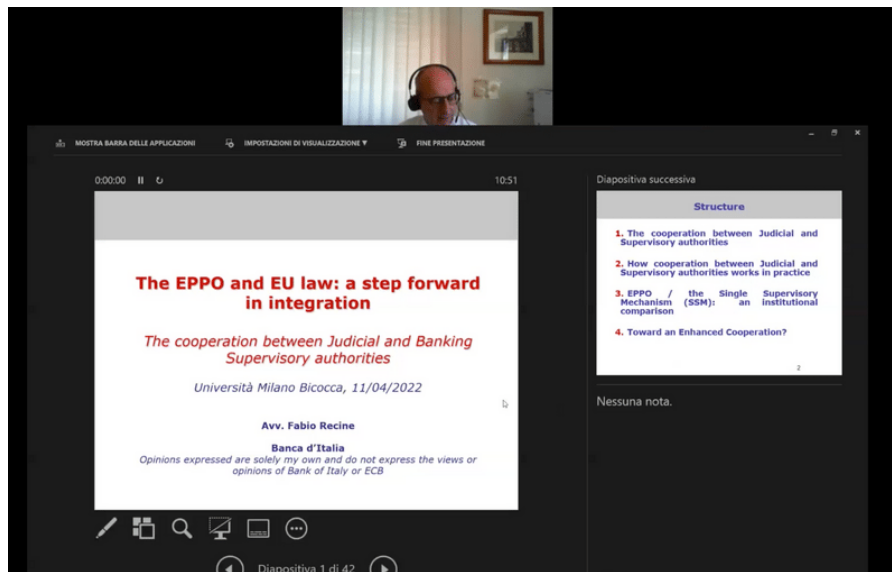 MOSTRA BARRA DELLE APPLICAZIONI
IMPOSTAZIONI DI VISUALIZZAZIONE
FINE PRESENTAZIONE
0:00:00
10:51
The EPPO and EU law: a step forward
in integration
The cooperation between Judicial and Banking
Supervisory authorities
Università Milano Bicocca, 11/04/2022
Avv. Fabio Recine
Banca d'Italia
Opinions expressed are solely my own and do not express the views or
opinions of Bank of Italy or ECB
Diapositiva 1 di 42
Diapositiva successiva
Structure
1. The cooperation between Judicial and
Supervisory authorities
2. How cooperation between Judicial and
Supervisory authorities works in practice
3. EPPO / the Single Supervisory
Mechanism (SSM): an institutional
comparison
4. Toward an Enhanced Cooperation?
2
Nessuna nota.